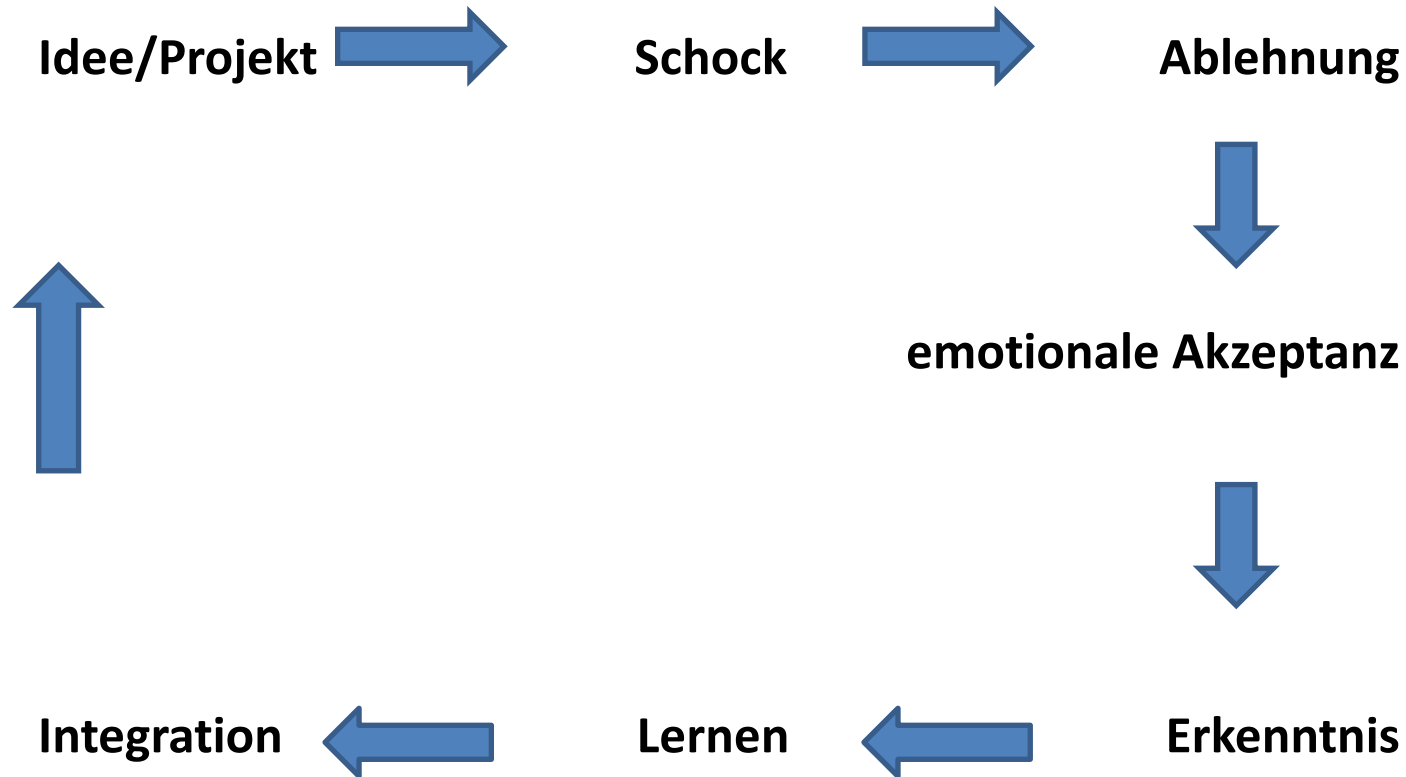 Idee/Projekt
Schock
Ablehnung
emotionale Akzeptanz
Erkenntnis
Lernen
Integration